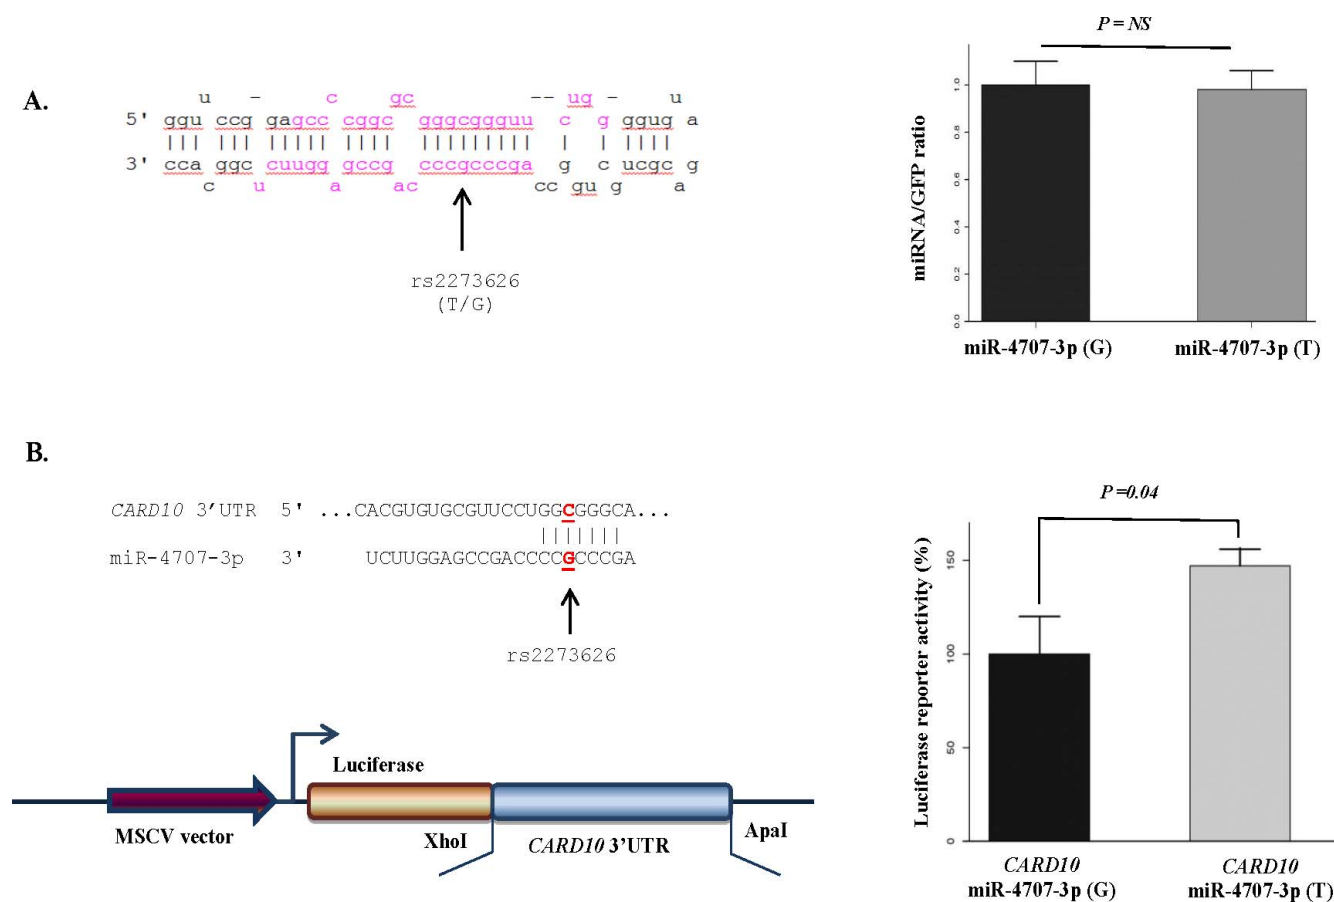 A.
u – c gc –– ug – u
5' ggu ccg gagccc cggc gggcggguu c g ggug a
||| ||| ||||| |||| ||||||||| | | ||||
3' cca ggc cuugg gccg cccgcccga g c ucgc g
c u a ac cc gu g a
rs2273626
(T/G)
P = NS
miRNA/GFP ratio
1.0
0.8
0.6
0.4
0.2
0.0
miR-4707-3p (G) miR-4707-3p (T)
B.
CARD10 3'UTR 5' ...CACGUGUGCGUUCCUGGCGGGCA...
|||||||
miR-4707-3p 3' UCUUGGAGCCGACCCCGCCCGA
rs2273626
Luciferase
MSCV vector
XhoI
CARD10 3'UTR
ApaI
P =0.04
Luciferase reporter activity (%)
150
100
50
0
CARD10 CARD10
miR-4707-3p (G) miR-4707-3p (T)